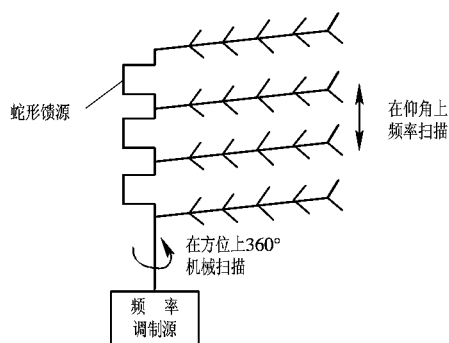 蛇形馈源
在仰角上
频率扫描
在方位上360°
机械扫描
频 率
调制源